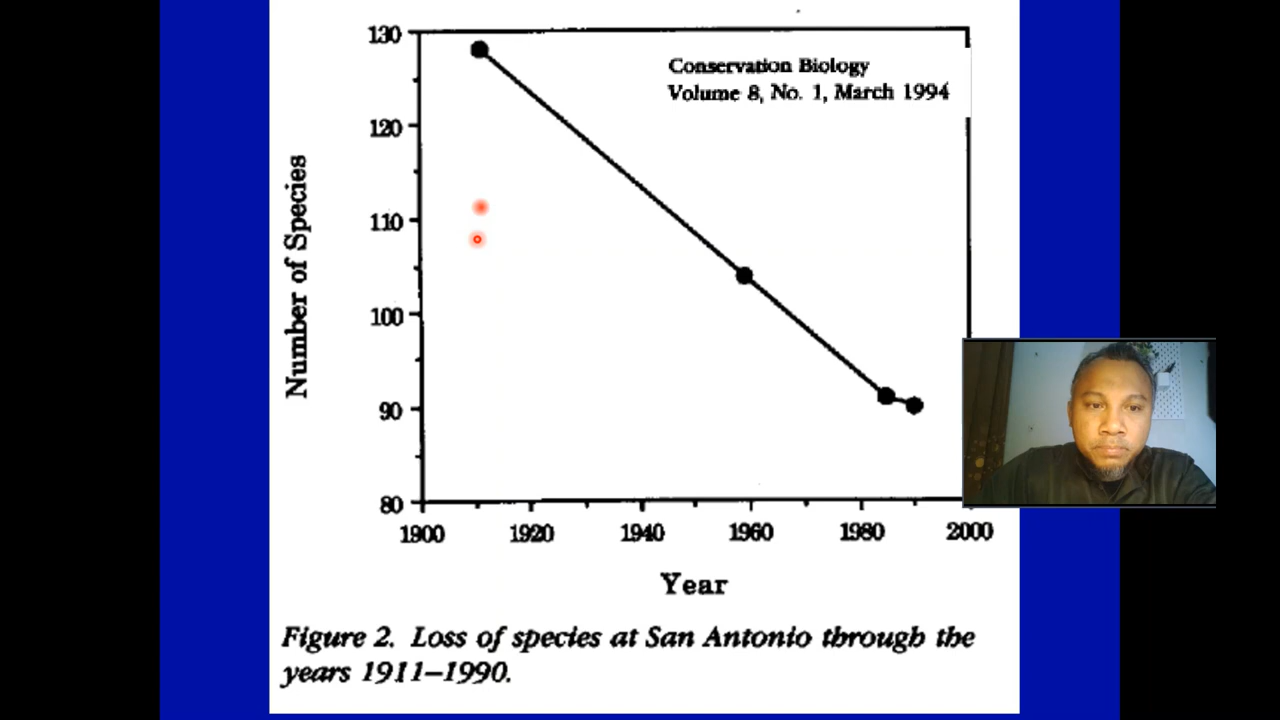 130
Conservation Biology
Volume 8, No. 1, March 1994
120
110
100
90
80
Number of Species
1900 1920 1940 1960 1980 2000
Year
Figure 2. Loss of species at San Antonio through the
years 1911–1990.